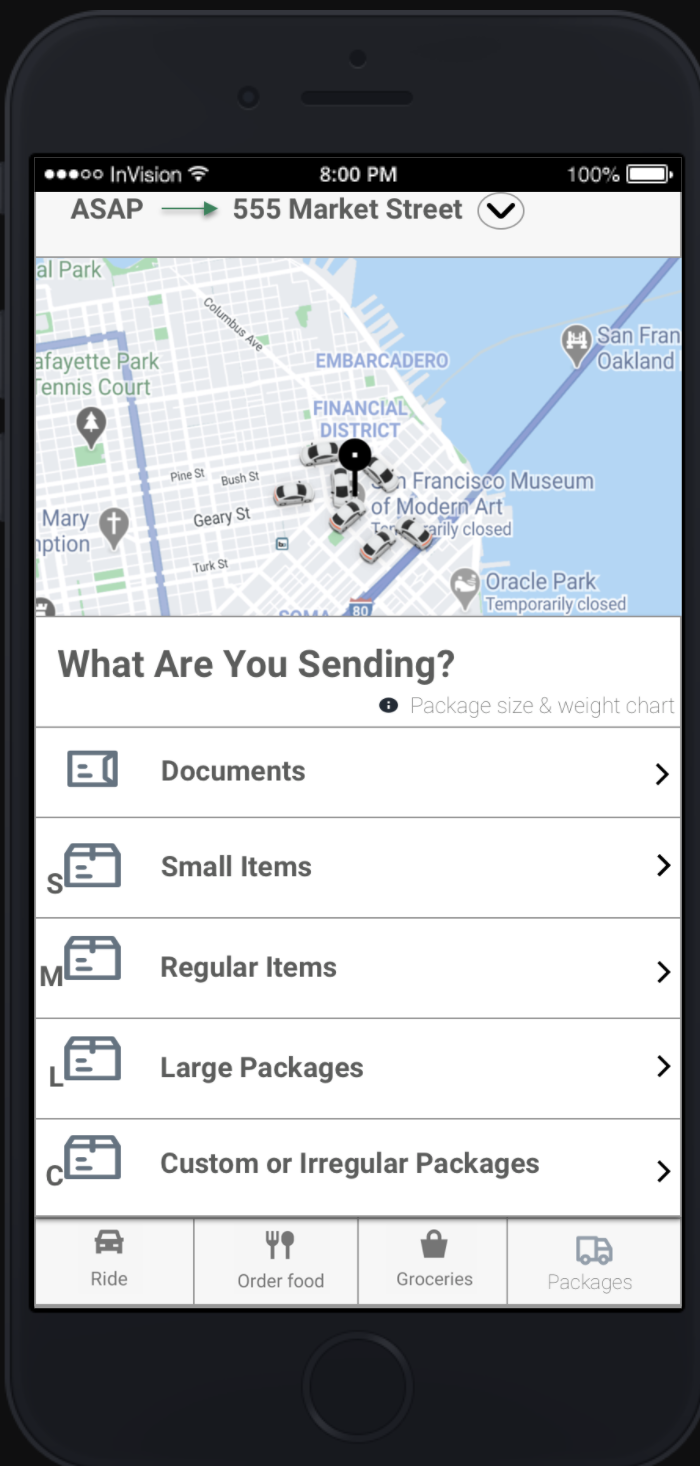 InVision 8:00 PM 100%
ASAP 555 Market Street
al Park
Columbus Ave
San Fran
Oakland
afayette Park
Tennis Court
EMBARCADERO
FINANCIAL
DISTRICT
Pine St
Bush St
n Francisco Museum
of Modern Art
rarily closed
Geary St
Mary
mption
Turk St
Oracle Park
Temporarily closed
SOMA
80
What Are You Sending?
Package size & weight chart
Documents
S Small Items
M Regular Items
L Large Packages
C Custom or Irregular Packages
Ride Order food Groceries Packages